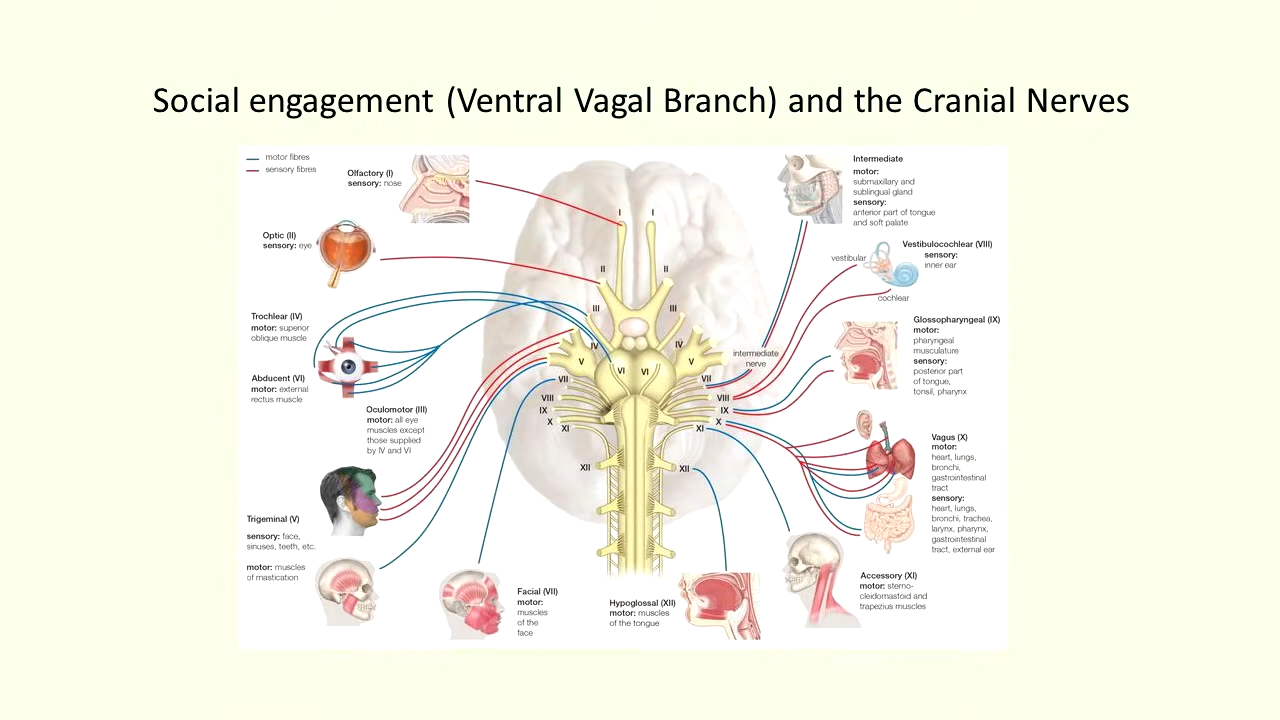 Social engagement (Ventral Vagal Branch) and the Cranial Nerves
motor fibres
sensory fibres
Olfactory (I)
sensory: nose
Optic (II)
sensory: eye
Trochlear (IV)
motor: superior
oblique muscle
Abducent (VI)
motor: external
rectus muscle
Oculomotor (III)
motor: all eye
muscles except
those supplied
by IV and VI
Trigeminal (V)
sensory: face,
sinuses, teeth, etc.
motor: muscles
of mastication
Facial (VII)
motor:
muscles
of the
face
Hypoglossal (XII)
motor: muscles
of the tongue
I I
II II
III III
IV IV
V V
VI VI
VII VII
VIII VIII
IX IX
X X
XI XI
XII XII
intermediate
nerve
Intermediate
motor:
submaxillary and
sublingual gland
sensory:
anterior part of tongue
and soft palate
Vestibulocochlear (VIII)
sensory:
inner ear
vestibular
cochlear
Glossopharyngeal (IX)
motor:
pharyngeal
musculature
sensory:
posterior part
of tongue,
tonsil, pharynx
Vagus (X)
motor:
heart, lungs,
bronchi,
gastrointestinal
tract
sensory:
heart, lungs,
bronchi, trachea,
larynx, pharynx,
gastrointestinal
tract, external ear
Accessory (XI)
motor: sterno-
cleidomastoid and
trapezius muscles